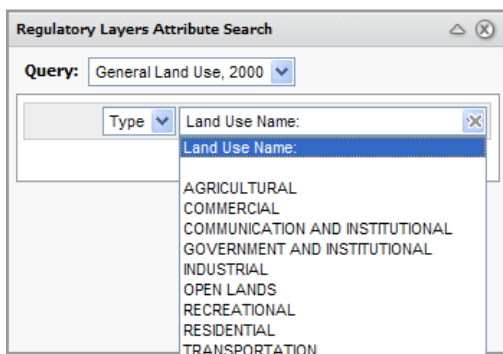 Regulatory Layers Attribute Search
Query: General Land Use, 2000
Type Land Use Name:
Land Use Name:
AGRICULTURAL
COMMERCIAL
COMMUNICATION AND INSTITUTIONAL
GOVERNMENT AND INSTITUTIONAL
INDUSTRIAL
OPEN LANDS
RECREATIONAL
RESIDENTIAL
TRANSPORTATION